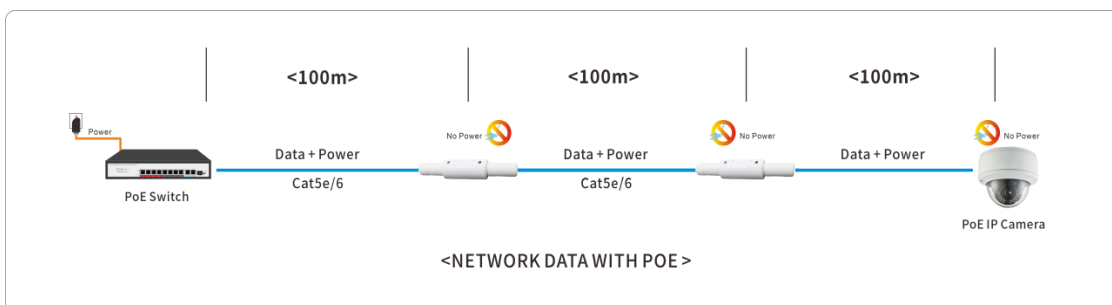 <100m>
<100m>
<100m>
Power
No Power
No Power
No Power
Data + Power
Data + Power
Data + Power
Cat5e/6
Cat5e/6
PoE Switch
PoE IP Camera
<NETWORK DATA WITH POE >